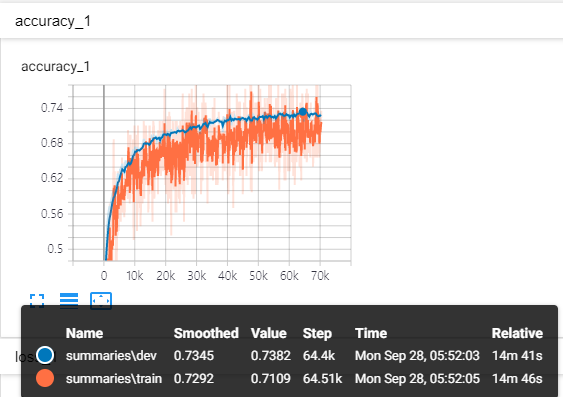 accuracy_1
accuracy_1
0.74
0.68
0.62
0.56
0.5
0 10k 20k 30k 40k 50k 60k 70k
Name Smoothed Value Step Time Relative
summaries\dev 0.7345 0.7382 64.4k Mon Sep 28, 05:52:03 14m 41s
summaries\train 0.7292 0.7109 64.51k Mon Sep 28, 05:52:05 14m 46s